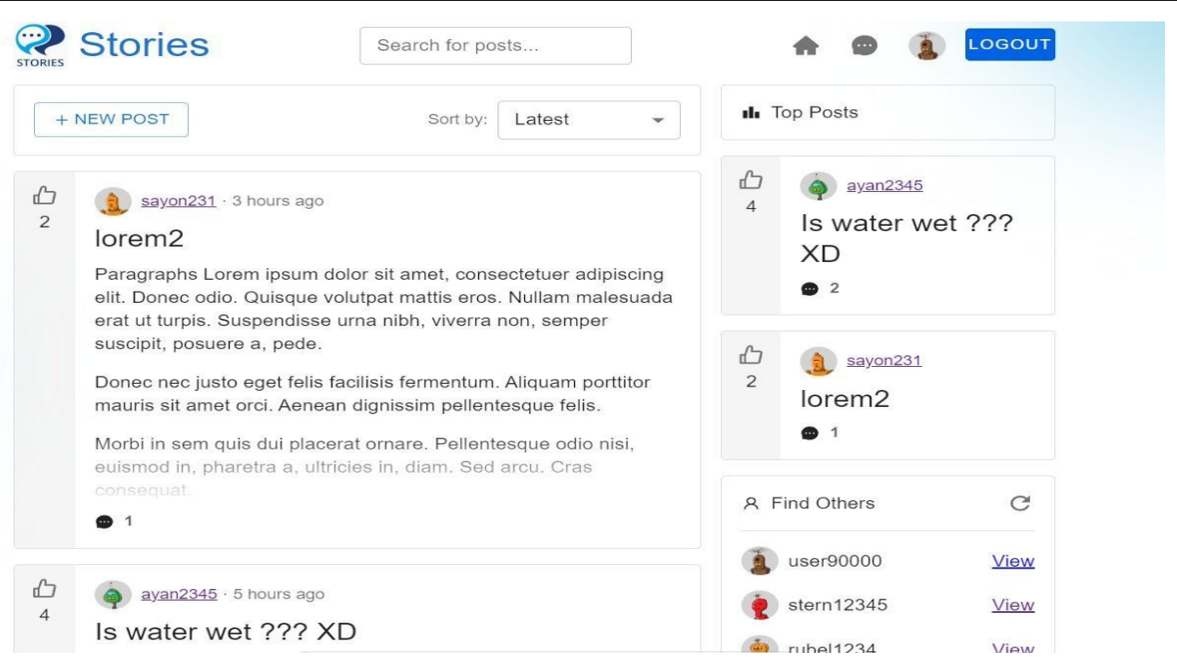 STORIES
Stories
Search for posts...
LOGOUT
+ NEW POST
Sort by:
Latest
2
sayon231 · 3 hours ago
lorem2
Paragraphs Lorem ipsum dolor sit amet, consectetuer adipiscing
elit. Donec odio. Quisque volutpat mattis eros. Nullam malesuada
erat ut turpis. Suspendisse urna nibh, viverra non, semper
suscipit, posuere a, pede.
Donec nec justo eget felis facilisis fermentum. Aliquam porttitor
mauris sit amet orci. Aenean dignissim pellentesque felis.
Morbi in sem quis dui placerat ornare. Pellentesque odio nisi,
euismod in, pharetra a, ultricies in, diam. Sed arcu. Cras
consequat.
1
4
ayan2345 · 5 hours ago
Is water wet ??? XD
Top Posts
4
ayan2345
Is water wet ???
XD
2
2
sayon231
lorem2
1
Find Others
user90000 View
stern12345 View
rubel1234 View